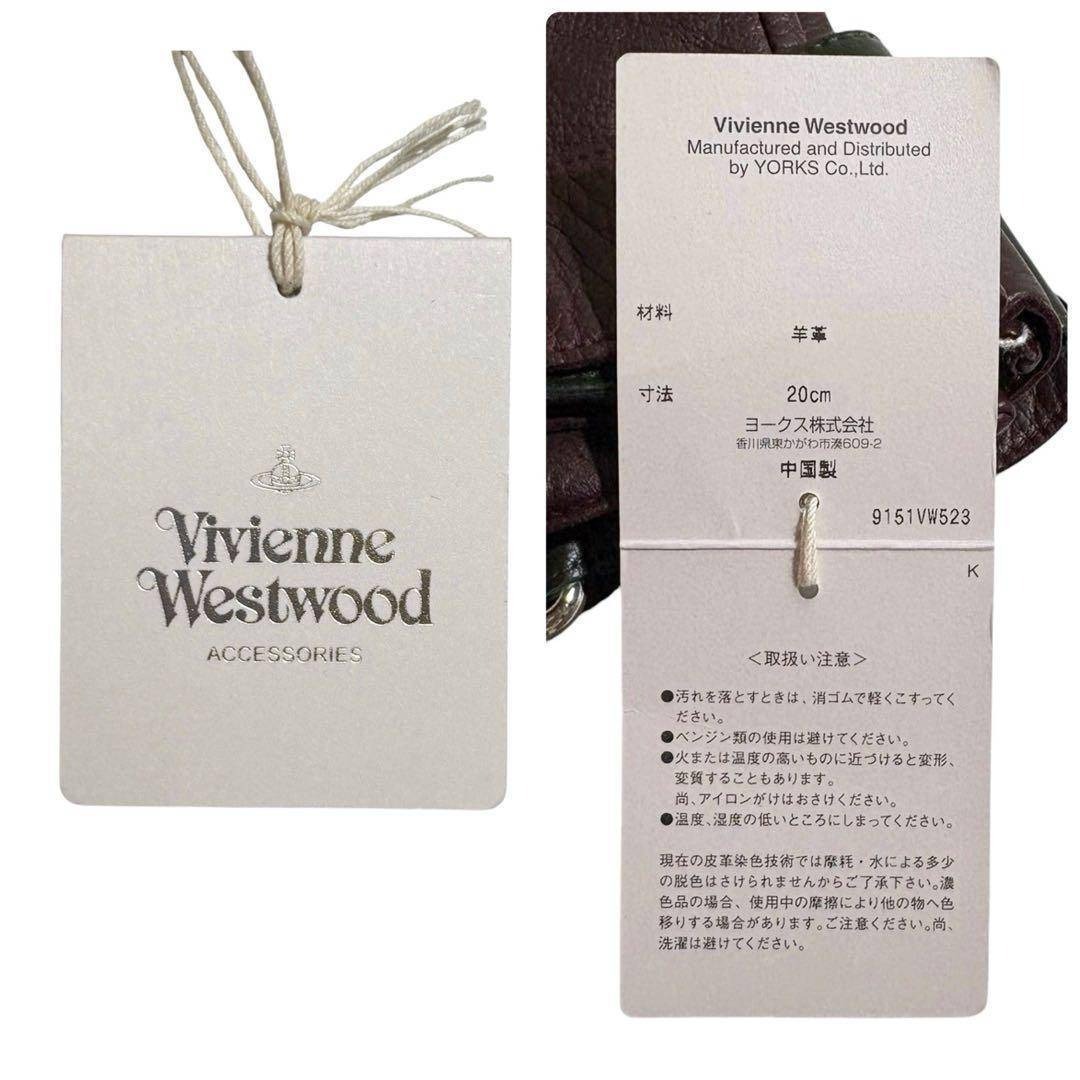 Vivienne
Westwood
ACCESSORIES
Vivienne Westwood
Manufactured and Distributed
by YORKS Co.,Ltd.
材料
羊革
寸法 20cm
ヨークス株式会社
香川県東かがわ市湊609-2
中国製
9151VW523
K
＜取扱い注意＞
●汚れを落とすときは、消ゴムで軽くこすってく
ださい。
●ベンジン類の使用は避けてください。
●火または温度の高いものに近づけると変形、
変質することもあります。
尚、アイロンがけはおさけください。
●温度、湿度の低いところにしまってください。
現在の皮革染色技術では摩耗・水による多少
の脱色はさけられませんからご了承下さい。濃
色品の場合、使用中の摩擦により他の物へ色
移りする場合があります。ご注意ください。尚、
洗濯は避けてください。